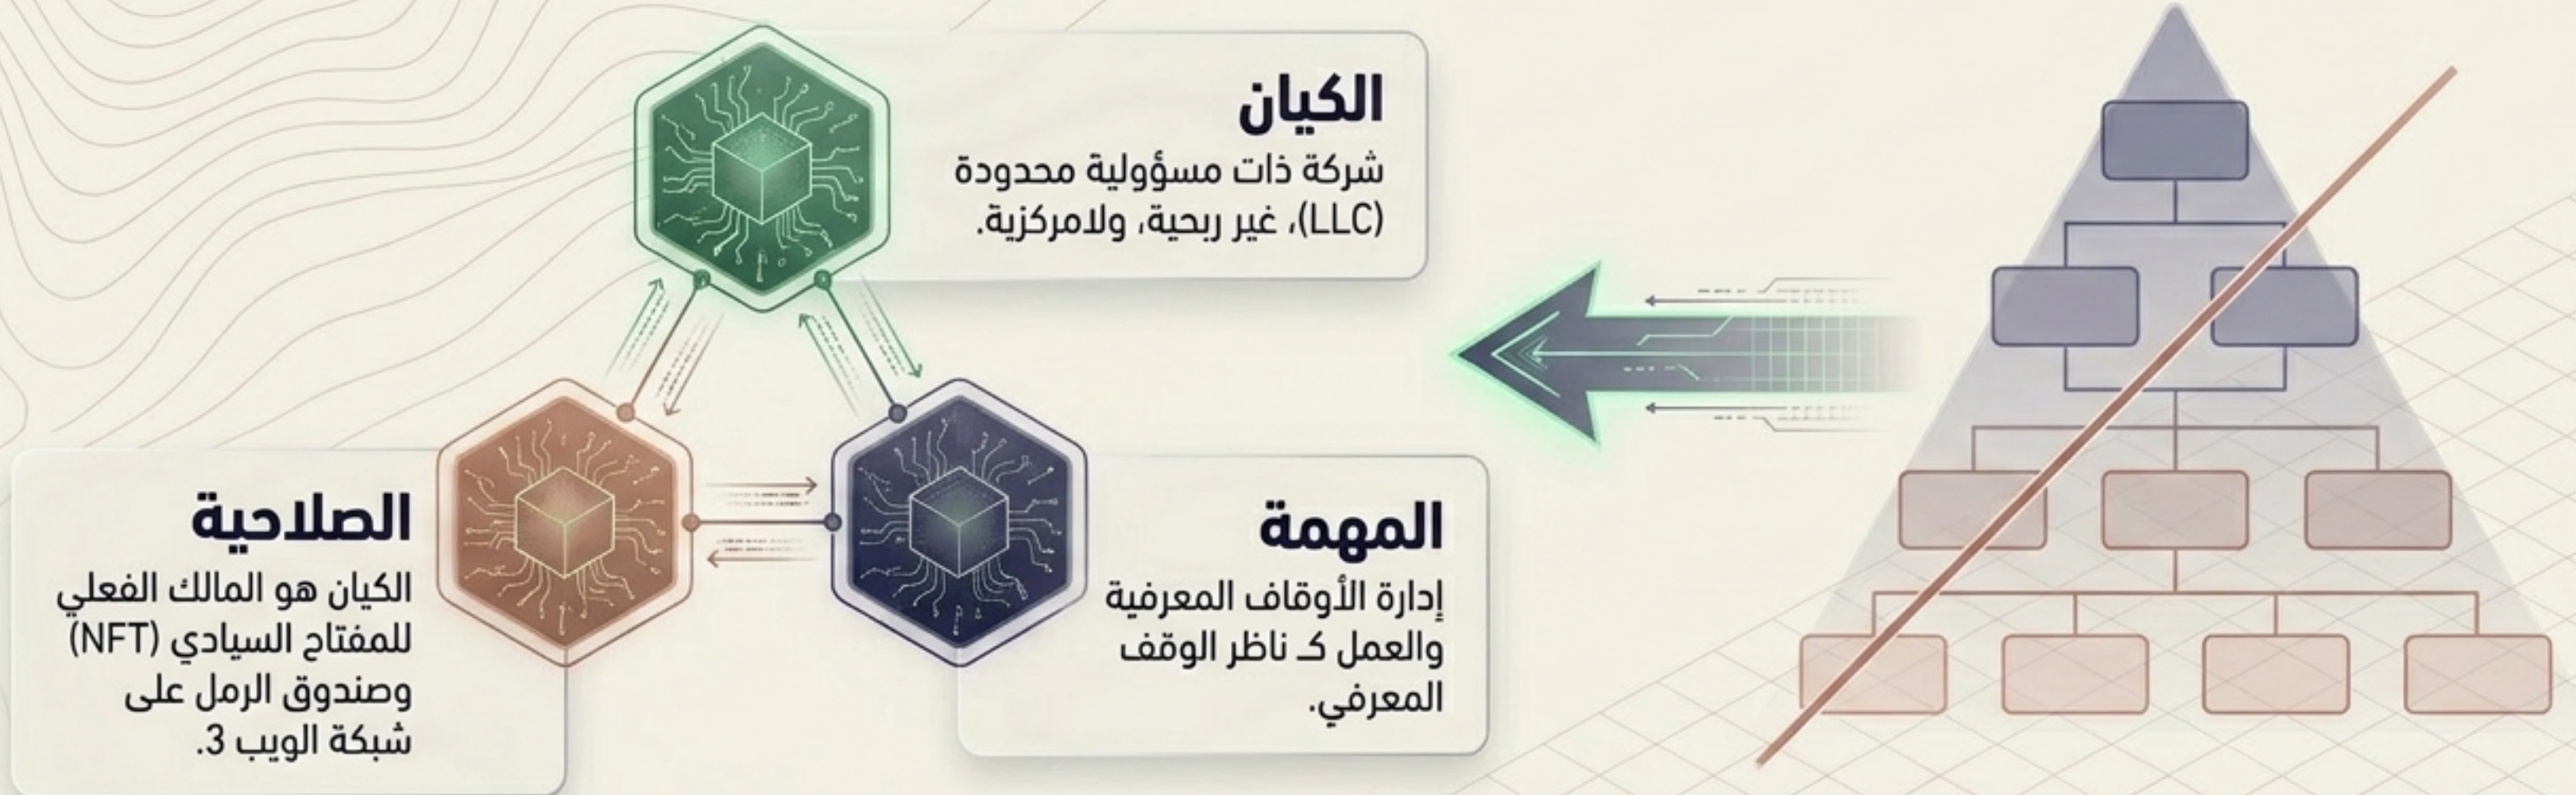 الكيان
شركة ذات مسؤولية محدودة
(LLC)، غير ربحية، ولامركزية.
المهمة
إدارة الأوقاف المعرفية
والعمل كـ ناظر الوقف
المعرفي.
الصلاحية
الكيان هو المالك الفعلي
للمفتاح السيادي (NFT)
وصندوق الرمل على
شبكة الويب 3.